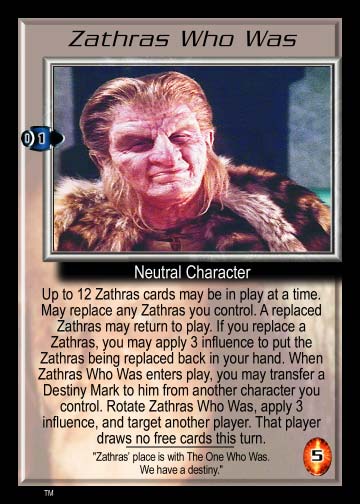 Zathras Who Was
D 1
Neutral Character
Up to 12 Zathras cards may be in play at a time.
May replace any Zathras you control. A replaced
Zathras may return to play. If you replace a
Zathras, you may apply 3 influence to put the
Zathras being replaced back in your hand. When
Zathras Who Was enters play, you may transfer a
Destiny Mark to him from another character you
control. Rotate Zathras Who Was, apply 3
influence, and target another player. That player
draws no free cards this turn.
"Zathras' place is with The One Who Was.
We have a destiny."
5
TM